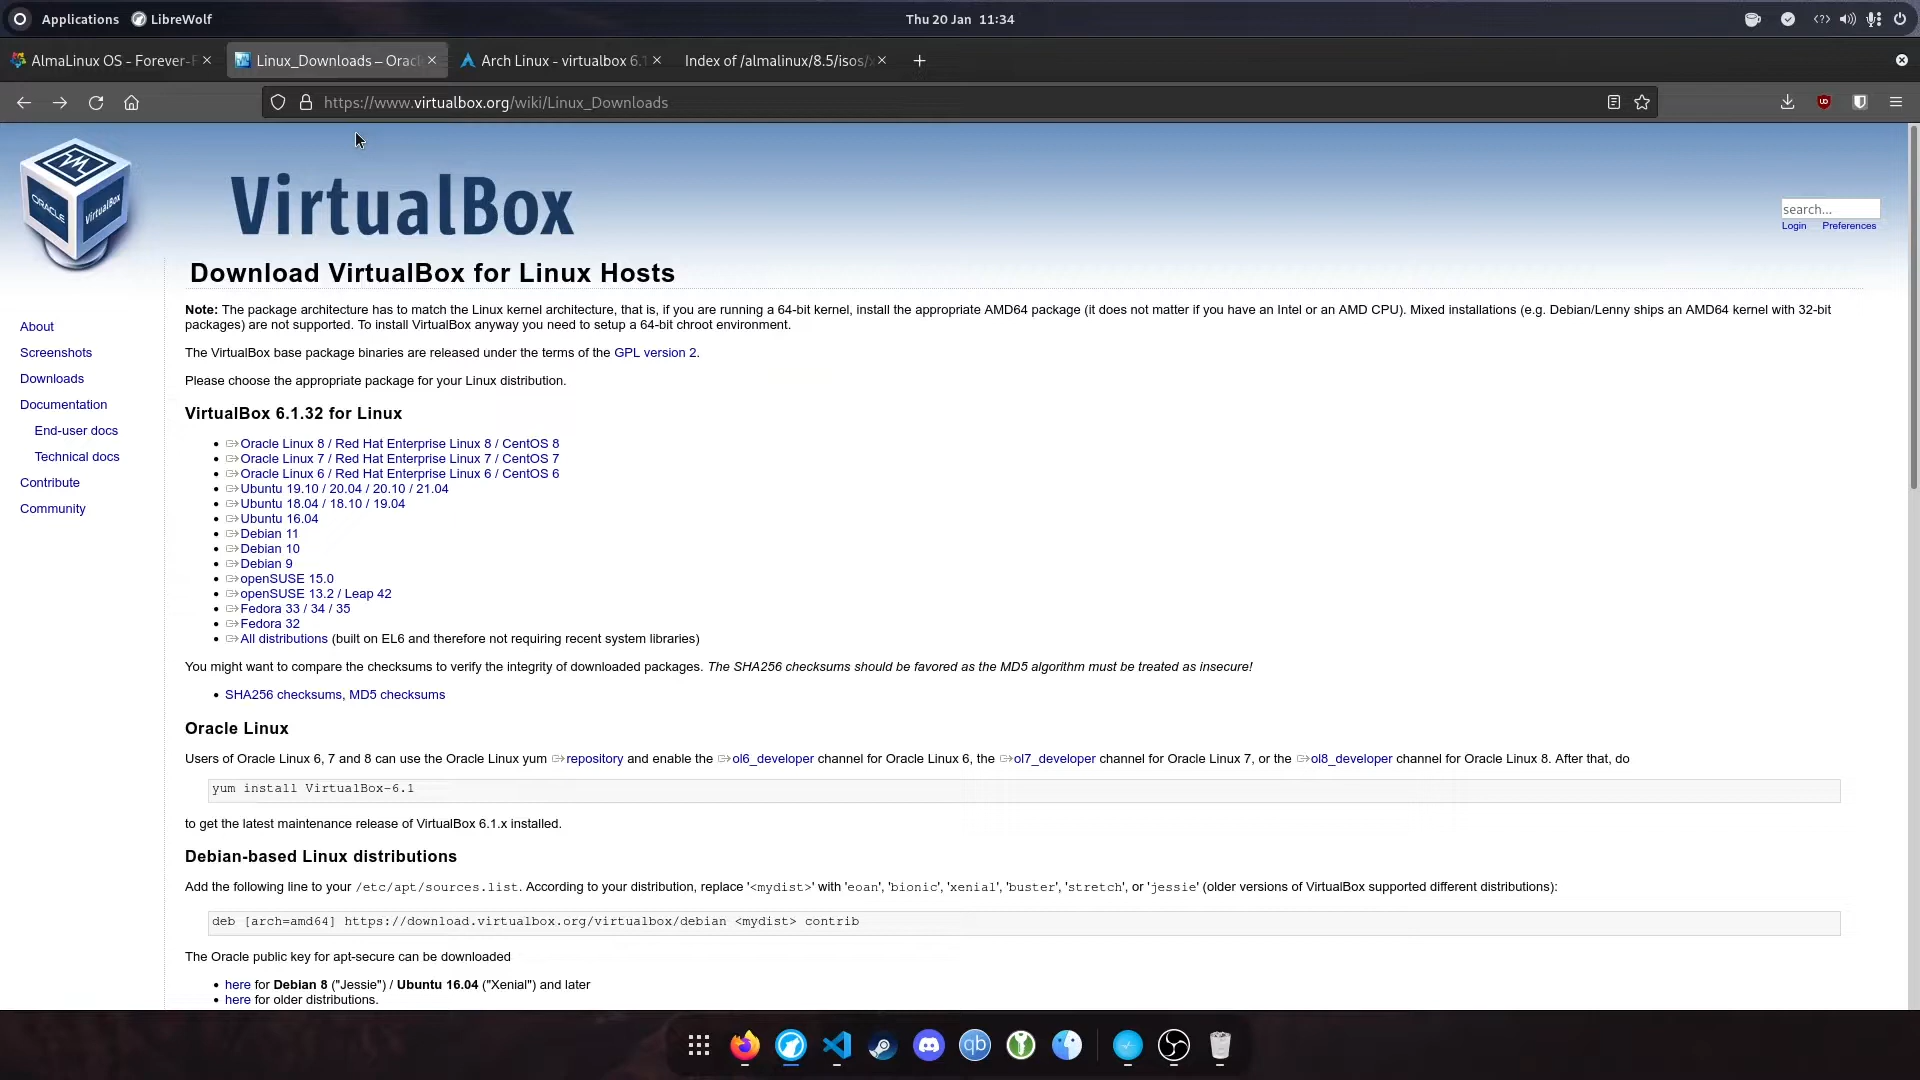 Applications LibreWolf Thu 20 Jan 11:34
AlmaLinux OS - Forever-F Linux_Downloads – Orac Arch Linux - virtualbox 6.1 Index of /almalinux/8.5/isos/
https://www.virtualbox.org/wiki/Linux_Downloads
ORACLE VirtualBox
VirtualBox
search...
Login Preferences
About
Screenshots
Downloads
Documentation
End-user docs
Technical docs
Contribute
Community
Download VirtualBox for Linux Hosts
Note: The package architecture has to match the Linux kernel architecture, that is, if you are running a 64-bit kernel, install the appropriate AMD64 package (it does not matter if you have an Intel or an AMD CPU). Mixed installations (e.g. Debian/Lenny ships an AMD64 kernel with 32-bit
packages) are not supported. To install VirtualBox anyway you need to setup a 64-bit chroot environment.
The VirtualBox base package binaries are released under the terms of the GPL version 2.
Please choose the appropriate package for your Linux distribution.
VirtualBox 6.1.32 for Linux
Oracle Linux 8 / Red Hat Enterprise Linux 8 / CentOS 8
Oracle Linux 7 / Red Hat Enterprise Linux 7 / CentOS 7
Oracle Linux 6 / Red Hat Enterprise Linux 6 / CentOS 6
Ubuntu 19.10 / 20.04 / 20.10 / 21.04
Ubuntu 18.04 / 18.10 / 19.04
Ubuntu 16.04
Debian 11
Debian 10
Debian 9
openSUSE 15.0
openSUSE 13.2 / Leap 42
Fedora 33 / 34 / 35
Fedora 32
All distributions (built on EL6 and therefore not requiring recent system libraries)
You might want to compare the checksums to verify the integrity of downloaded packages. The SHA256 checksums should be favored as the MD5 algorithm must be treated as insecure!
SHA256 checksums, MD5 checksums
Oracle Linux
Users of Oracle Linux 6, 7 and 8 can use the Oracle Linux yum repository and enable the ol6_developer channel for Oracle Linux 6, the ol7_developer channel for Oracle Linux 7, or the ol8_developer channel for Oracle Linux 8. After that, do
yum install VirtualBox-6.1
to get the latest maintenance release of VirtualBox 6.1.x installed.
Debian-based Linux distributions
Add the following line to your /etc/apt/sources.list. According to your distribution, replace '<mydist>' with 'eoan', 'bionic', 'xenial', 'buster', 'stretch', or 'jessie' (older versions of VirtualBox supported different distributions):
deb [arch=amd64] https://download.virtualbox.org/virtualbox/debian <mydist> contrib
The Oracle public key for apt-secure can be downloaded
here for Debian 8 ("Jessie") / Ubuntu 16.04 ("Xenial") and later
here for older distributions.
qb